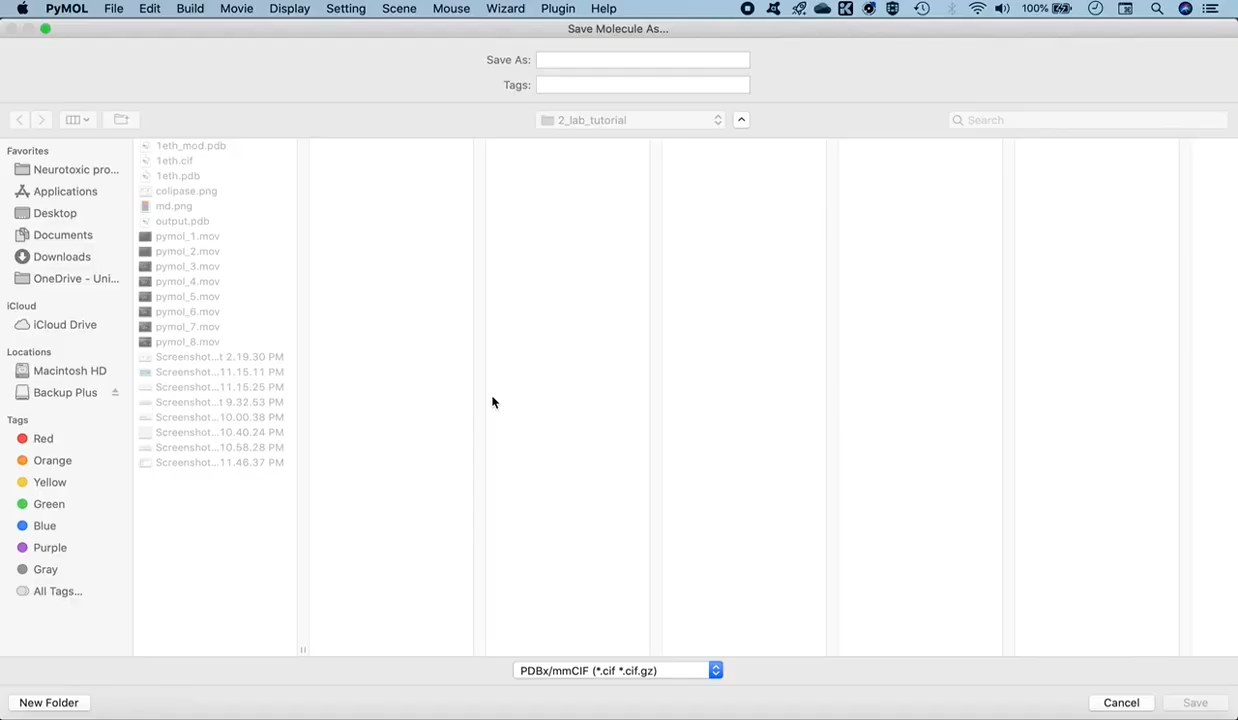 PyMOL File Edit Build Movie Display Setting Scene Mouse Wizard Plugin Help 100%
Save Molecule As...
Save As:
Tags:
2_lab_tutorial
Search
Favorites
Neurotoxic pro...
Applications
Desktop
Documents
Downloads
OneDrive - Uni...
iCloud
iCloud Drive
Locations
Macintosh HD
Backup Plus
Tags
Red
Orange
Yellow
Green
Blue
Purple
Gray
All Tags...
1eth_mod.pdb
1eth.cif
1eth.pdb
colipase.png
md.png
output.pdb
pymol_1.mov
pymol_2.mov
pymol_3.mov
pymol_4.mov
pymol_5.mov
pymol_6.mov
pymol_7.mov
pymol_8.mov
Screenshot...t 2.19.30 PM
Screenshot...11.15.11 PM
Screenshot...11.15.25 PM
Screenshot...t 9.32.53 PM
Screenshot...10.00.38 PM
Screenshot...10.40.24 PM
Screenshot...10.58.28 PM
Screenshot...11.46.37 PM
PDBx/mmCIF (*.cif *.cif.gz)
New Folder
Cancel
Save